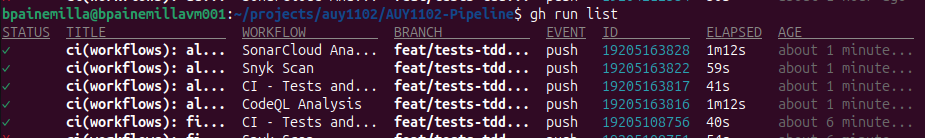 bpainemilla@bpainemillavm001:~/projects/auy1102/AUY1102-Pipeline$ gh run list
STATUS TITLE WORKFLOW BRANCH EVENT ID ELAPSED AGE
✓ ci(workflows): al... SonarCloud Ana... feat/tests-tdd... push 19205163828 1m12s about 1 minute...
✓ ci(workflows): al... Snyk Scan feat/tests-tdd... push 19205163822 59s about 1 minute...
✓ ci(workflows): al... CI - Tests and... feat/tests-tdd... push 19205163817 41s about 1 minute...
✓ ci(workflows): al... CodeQL Analysis feat/tests-tdd... push 19205163816 1m12s about 1 minute...
✓ ci(workflows): fi... CI - Tests and... feat/tests-tdd... push 19205108756 40s about 6 minute...